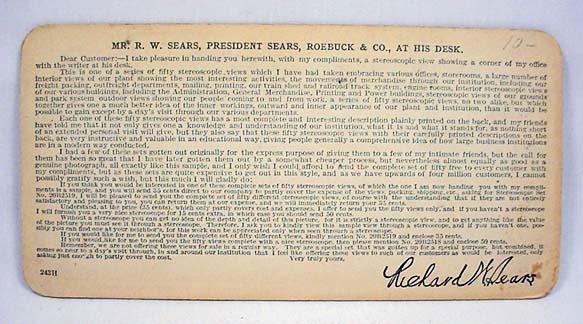 10-
MR. R. W. SEARS, PRESIDENT SEARS, ROEBUCK & CO., AT HIS DESK.
Dear Customer:—I take pleasure in handing you herewith, with my compliments, a stereoscopic view showing a corner of my office
with the writer at his desk.
This is one of a series of fifty stereoscopic views which I have had taken embracing various offices, storerooms, a large number of
interior views of our plant showing the most interesting activities, the movements of merchandise through our institution, including our
freight packing, outfreight departments, mailing, printing, our train shed and railroad track system, engine rooms, interior stereoscopic views
of our various buildings, including the Administration, General Merchandise, Printing and Power buildings, stereoscopic views of our grounds
and park system outdoor views showing our people coming to and from work, a series of fifty stereoscopic views, no two alike, but which
together gives one a much better idea of the inner workings, outward and inner appearance of our plant and institution, than it would be
possible to gain except by a day's visit through our various departments.
Each one of these fifty stereoscopic views has a most complete and interesting description plainly printed on the back, and my friends
have told me that it not only gives one a knowledge and understanding of our institution, what it is and what it stands for, as nothing short
of an extended personal visit will give, but they also say that these fifty stereoscopic views with their carefully printed descriptions on the
back, are very instructive and valuable in an educational way, giving people generally a comprehensive idea of how large business institutions
are in a modern way conducted.
I had a few of these sets gotten out originally for the express purpose of giving them to a few of my intimate friends, but the call for
them has been so great that I have later gotten them out by a somewhat cheaper process, but nevertheless almost equally as good as a
genuine photograph, all exactly like this sample, and I only wish I could afford to send the complete set of fifty free to every customer with
my compliments, but as these sets are quite expensive to get out in this style, and as we have upwards of four million customers, I cannot
possibly gratify such a wish, but this much I will gladly do:
If you think you would be interested in one of these complete sets of fifty stereoscopic views, of which the one I am now handing you with my compli-
ments is a sample, and you will send 35 cents direct to our company to partly cover the expense of the views, packing, shipping, etc., asking for Stereoscope Set
No. 20H2519, I will be pleased to send you the complete set of fifty different stereoscopic views, of course with the understanding that if they are not entirely
satisfactory and pleasing to you, you can return them at our expense, and we will immediately return your 35 cents.
Understand, at the price (35 cents), which only partly covers cost and expense, I can only offer to send you the fifty views only, and if you haven't a stereoscope
I will furnish you a very nice stereoscope for 15 cents extra, in which case you should send 50 cents.
Without a stereoscope you can get no idea of the depth and detail of this picture, for it is strictly a stereoscopic view, and to get anything like the value
of the picture you must see it through a stereoscope. Therefore, I ask you to kindly view this sample view through a stereoscope, and if you haven't one, pos-
sibly you can find one at your neighbor's, for this work can be appreciated only when seen through a stereoscope.
If you would like for me to send you the complete set of fifty different views, kindly mention No. 20H2519 and enclose 35 cents.
If you would like for me to send you the fifty views complete with a nice stereoscope, then please mention No. 20H2518 and enclose 50 cents.
Remember, we are not offering these views for sale in a regular way. They are a special set that was gotten up for a special purpose, but combined, it
comes so near to a day's visit through, in and around our institution that I feel like offering these views to such of our customers as would be interested, only
asking just enough to partly cover the cost.
Very truly yours,
2431I
Richard W. Sears